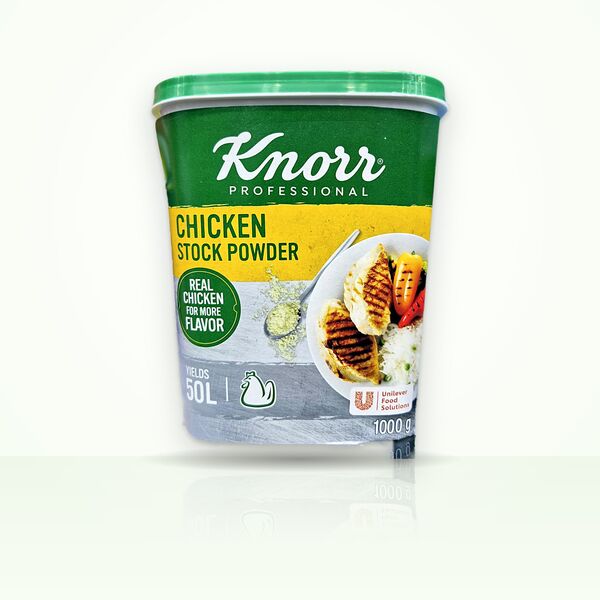 Knorr®
PROFESSIONAL
CHICKEN
STOCK POWDER
REAL
CHICKEN
FOR MORE
FLAVOR
YIELDS
50L
Unilever
Food
Solutions
1000 g